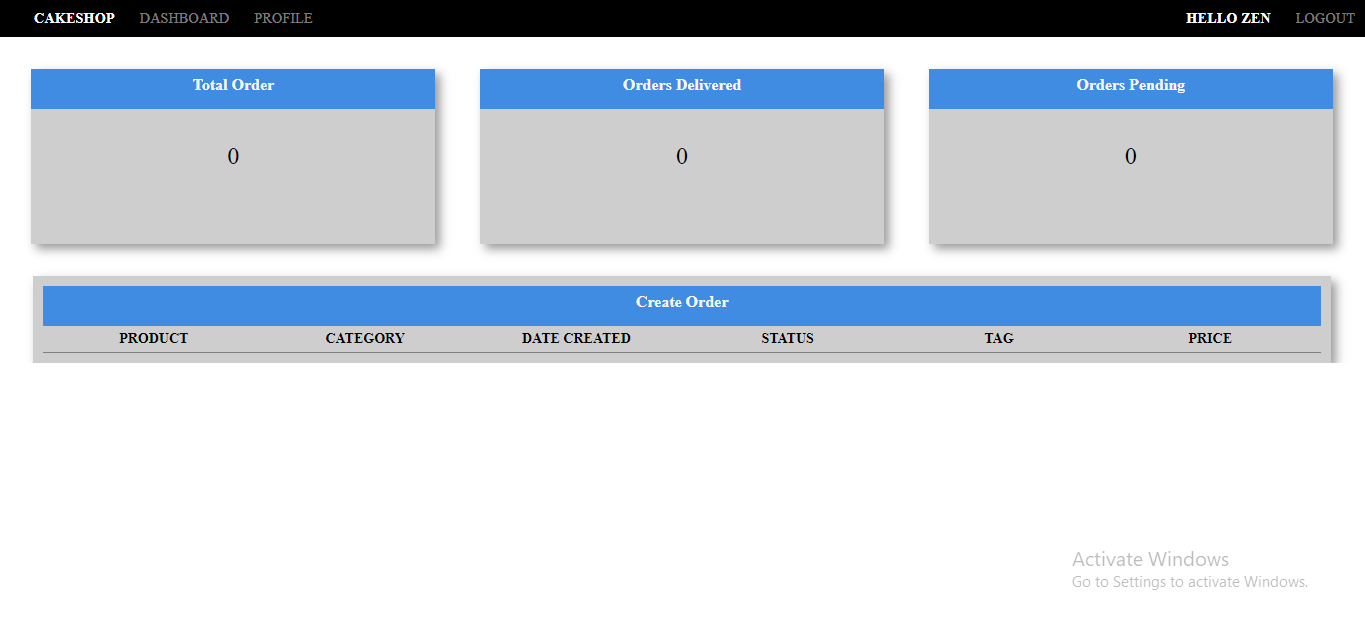 CAKESHOP DASHBOARD PROFILE HELLO ZEN LOGOUT
Total Order Orders Delivered Orders Pending
0 0 0
Create Order
PRODUCT CATEGORY DATE CREATED STATUS TAG PRICE
Activate Windows
Go to Settings to activate Windows.